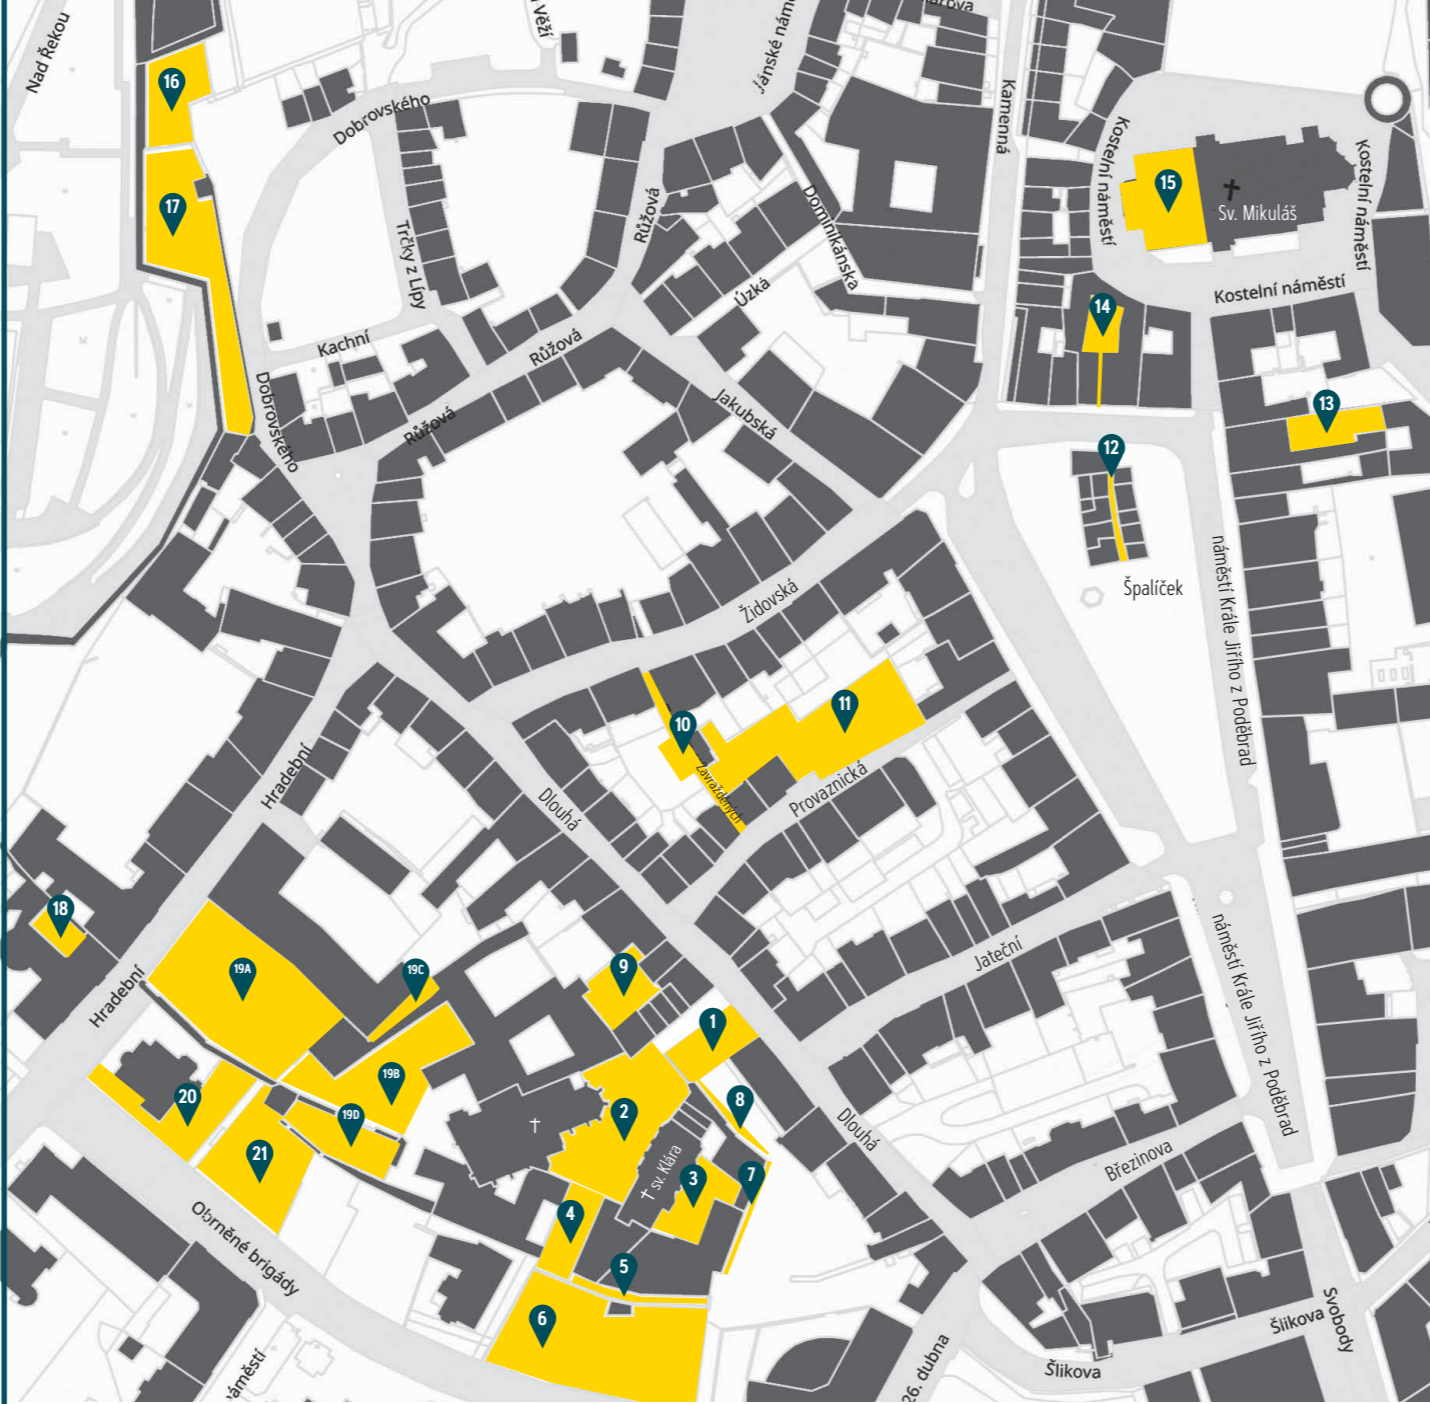 Nad Řekou
Věží
Jánské
Kamenná
16
Dobrovského
Kostelní náměstí
Kostelní náměstí
15
Sv. Mikuláš
17
Růžová
Dominikánska
Trčky z Lípy
Úzká
Kostelní náměstí
14
Kachní
Růžová
Dobrovského
Růžová
Jakubská
13
12
Špalíček
Židovská
náměstí Krále Jiřího z Poděbrad
11
10
Zavražděných
Hradební
Dlouhá
Provaznická
18
19A
19C
9
Jateční
náměstí Krále Jiřího z Poděbrad
Hradební
1
19B
20
19D
2
8
Dlouhá
21
sv. Klára
3
7
Březinova
4
Obrněné brigády
5
6
Svobody
Šlikova
Šlikova
26. dubna